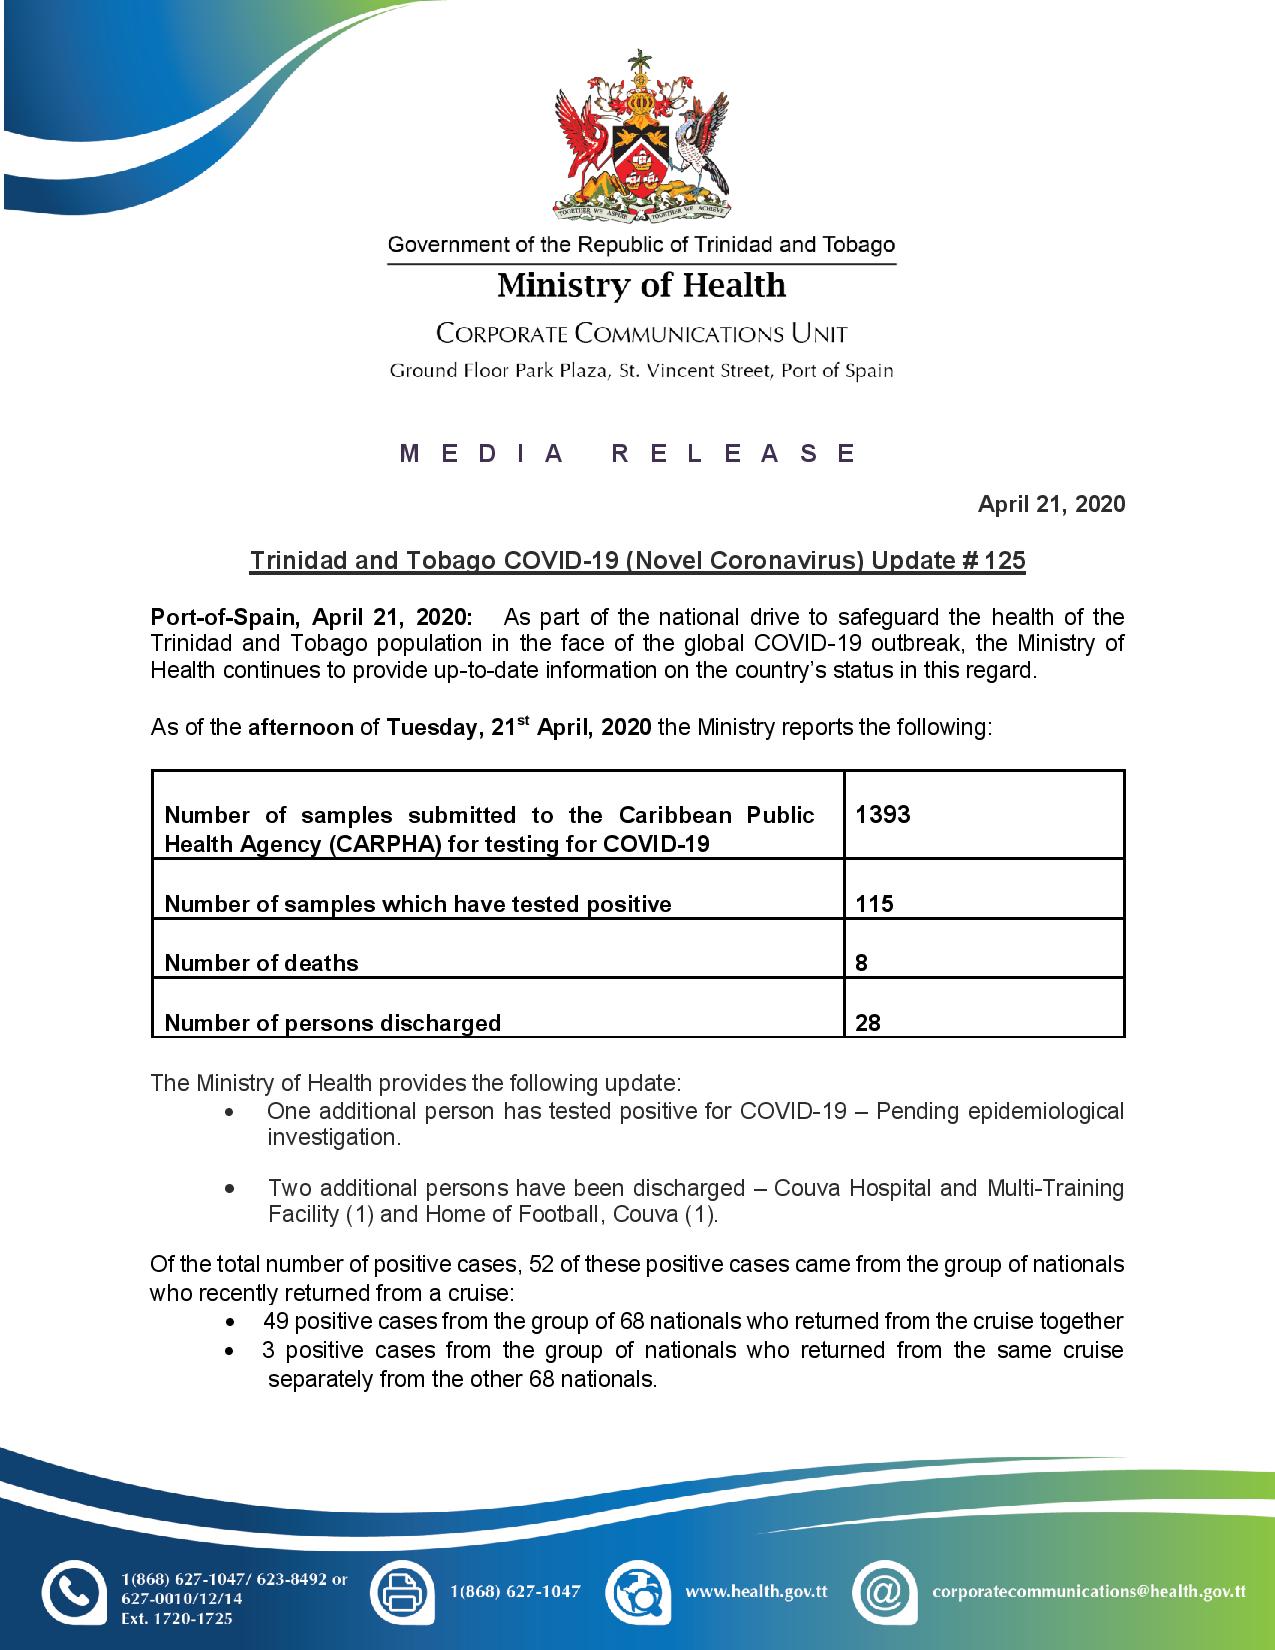 TOGETHER WE ASPIRE TOGETHER WE ACHIEVE
Government of the Republic of Trinidad and Tobago
Ministry of Health
CORPORATE COMMUNICATIONS UNIT
Ground Floor Park Plaza, St. Vincent Street, Port of Spain
MEDIA RELEASE
April 21, 2020
Trinidad and Tobago COVID-19 (Novel Coronavirus) Update # 125
Port-of-Spain, April 21, 2020: As part of the national drive to safeguard the health of the
Trinidad and Tobago population in the face of the global COVID-19 outbreak, the Ministry of
Health continues to provide up-to-date information on the country’s status in this regard.
As of the afternoon of Tuesday, 21st April, 2020 the Ministry reports the following:
Number of samples submitted to the Caribbean Public 1393
Health Agency (CARPHA) for testing for COVID-19
Number of samples which have tested positive 115
Number of deaths 8
Number of persons discharged 28
The Ministry of Health provides the following update:
• One additional person has tested positive for COVID-19 – Pending epidemiological
investigation.
• Two additional persons have been discharged – Couva Hospital and Multi-Training
Facility (1) and Home of Football, Couva (1).
Of the total number of positive cases, 52 of these positive cases came from the group of nationals
who recently returned from a cruise:
• 49 positive cases from the group of 68 nationals who returned from the cruise together
• 3 positive cases from the group of nationals who returned from the same cruise
separately from the other 68 nationals.
1(868) 627-1047/ 623-8492 or
627-0010/12/14
Ext. 1720-1725
1(868) 627-1047
www.health.gov.tt
@
corporatecommunications@health.gov.tt